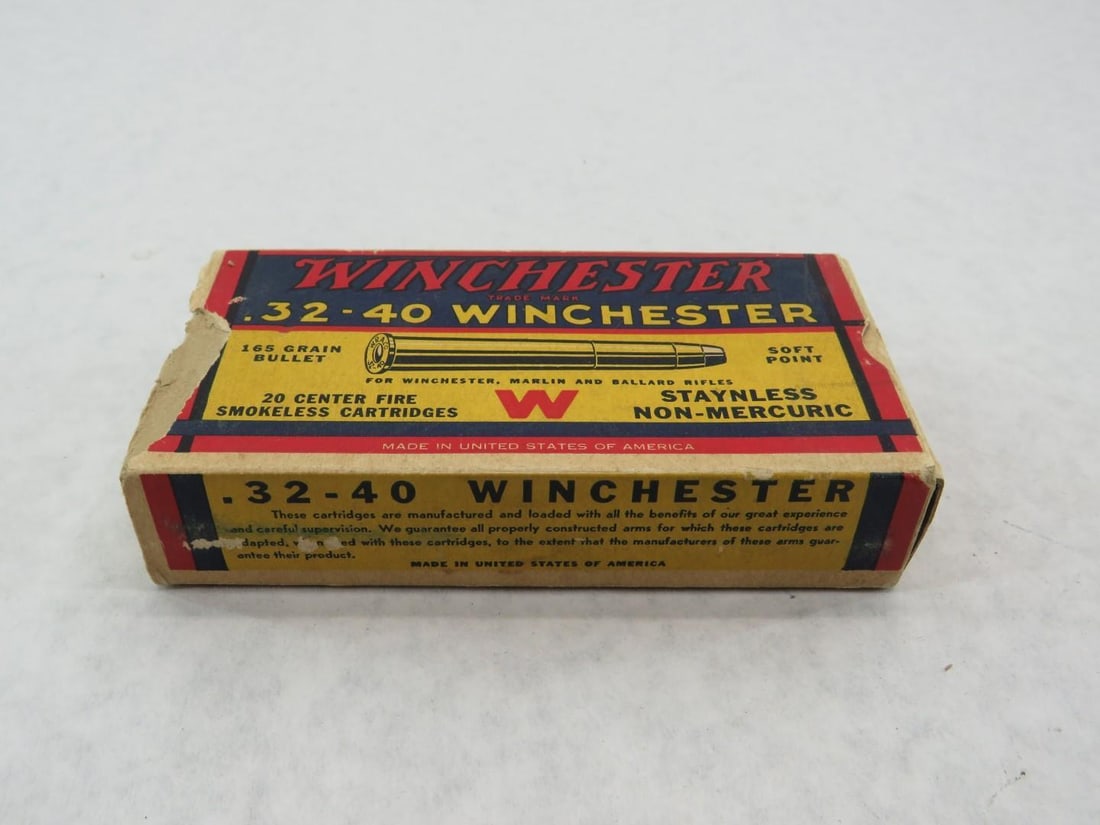 WINCHESTER
TRADE MARK
.32-40 WINCHESTER
165 GRAIN
BULLET
SOFT
POINT
FOR WINCHESTER, MARLIN AND BALLARD RIFLES
20 CENTER FIRE
SMOKELESS CARTRIDGES
W
STAYNLESS
NON-MERCURIC
MADE IN UNITED STATES OF AMERICA
.32-40 WINCHESTER
These cartridges are manufactured and loaded with all the benefits of our great experience
and careful supervision. We guarantee all properly constructed arms for which these cartridges are
dapted, with these cartridges, to the extent that the manufacturers of these arms guar-
antee their product.
MADE IN UNITED STATES OF AMERICA